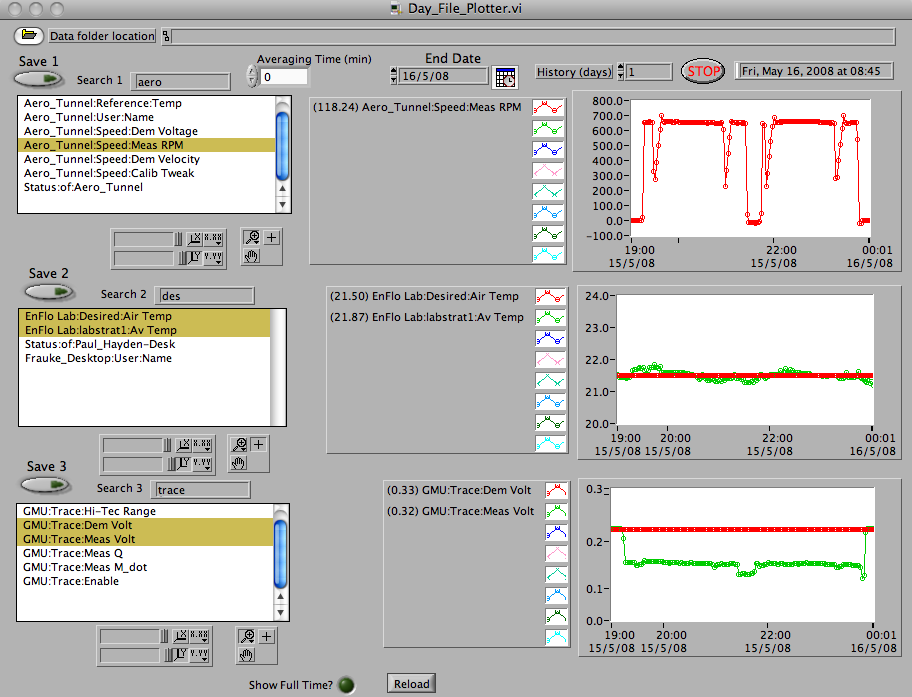 Day_File_Plotter.vi
Data folder location
Save 1
Search 1
aero
Averaging Time (min)
0
End Date
16/5/08
History (days)
1
STOP
Fri, May 16, 2008 at 08:45
Aero_Tunnel:Reference:Temp
Aero_Tunnel:User:Name
Aero_Tunnel:Speed:Dem Voltage
Aero_Tunnel:Speed:Meas RPM
Aero_Tunnel:Speed:Dem Velocity
Aero_Tunnel:Speed:Calib Tweak
Status:of:Aero_Tunnel
(118.24) Aero_Tunnel:Speed:Meas RPM
800.0
700.0
600.0
500.0
400.0
300.0
200.0
100.0
0.0
-100.0
19:00 22:00 00:01
15/5/08 15/5/08 16/5/08
X X.XX
Y Y.YY
Save 2
Search 2
des
EnFlo Lab:Desired:Air Temp
EnFlo Lab:labstrat1:Av Temp
Status:of:Paul_Hayden-Desk
Frauke_Desktop:User:Name
(21.50) EnFlo Lab:Desired:Air Temp
(21.87) EnFlo Lab:labstrat1:Av Temp
24.0
23.0
22.0
21.0
20.0
19:00 20:00 22:00 00:01
15/5/08 15/5/08 15/5/08 16/5/08
X X.XX
Y Y.YY
Save 3
Search 3
trace
GMU:Trace:Hi-Tec Range
GMU:Trace:Dem Volt
GMU:Trace:Meas Volt
GMU:Trace:Meas Q
GMU:Trace:Meas M_dot
GMU:Trace:Enable
(0.33) GMU:Trace:Dem Volt
(0.32) GMU:Trace:Meas Volt
0.3
0.2
0.1
0.0
19:00 20:00 22:00 00:01
15/5/08 15/5/08 15/5/08 16/5/08
X X.XX
Y Y.YY
Show Full Time?
Reload